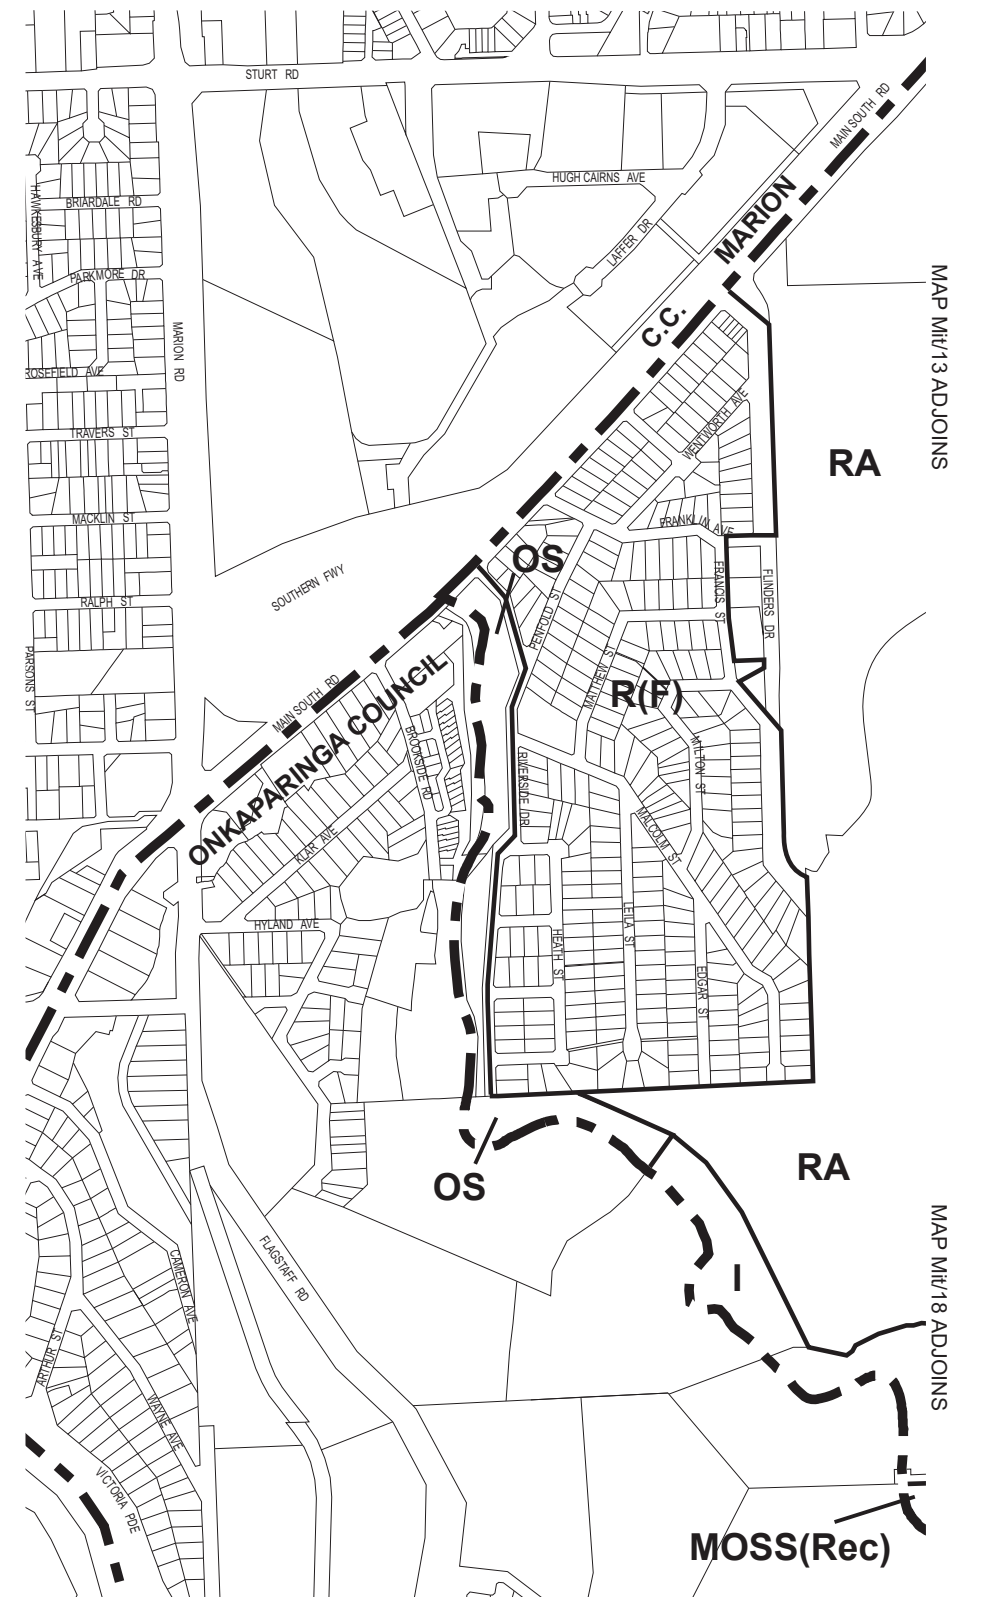 STURT RD
MAIN SOUTH RD
HUGH CAIRNS AVE
HAWKESBURY AVE
BRIARDALE RD
MARION
LAFFER DR
PARKMORE DR
MAP Mit/13 ADJOINS
C.C.
MARION RD
ROSEFIELD AVE
WENTWORTH AVE
TRAVERS ST
RA
MACKLIN ST
FRANKLIN AVE
OS
SOUTHERN FWY
FRANCIS ST
FLINDERS DR
RALPH ST
PENFOLD ST
PARSONS ST
MATTHEW ST
R(F)
MAIN SOUTH RD
ONKAPARINGA COUNCIL
BROOKSIDE RD
MILTON ST
RIVERSIDE DR
KLAR AVE
MALCOLM ST
HYLAND AVE
LEILA ST
HEATH ST
EDGAR ST
RA
OS
MAP Mit/18 ADJOINS
FLAGSTAFF RD
CAMERON AVE
I
ARTHUR ST
WAYNE AVE
VICTORIA PDE
I
MOSS(Rec)